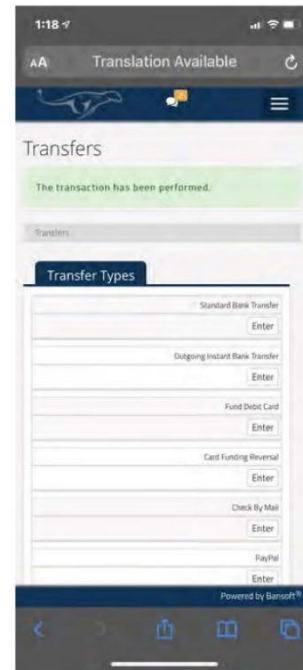 1:18
AA Translation Available
Transfers
The transaction has been performed.
Transfers
Transfer Types
Standard Bank Transfer
Enter
Outgoing Instant Bank Transfer
Enter
Fund Debit Card
Enter
Card Funding Reversal
Enter
Check By Mail
Enter
PayPal
Enter
Powered by Bansoft®